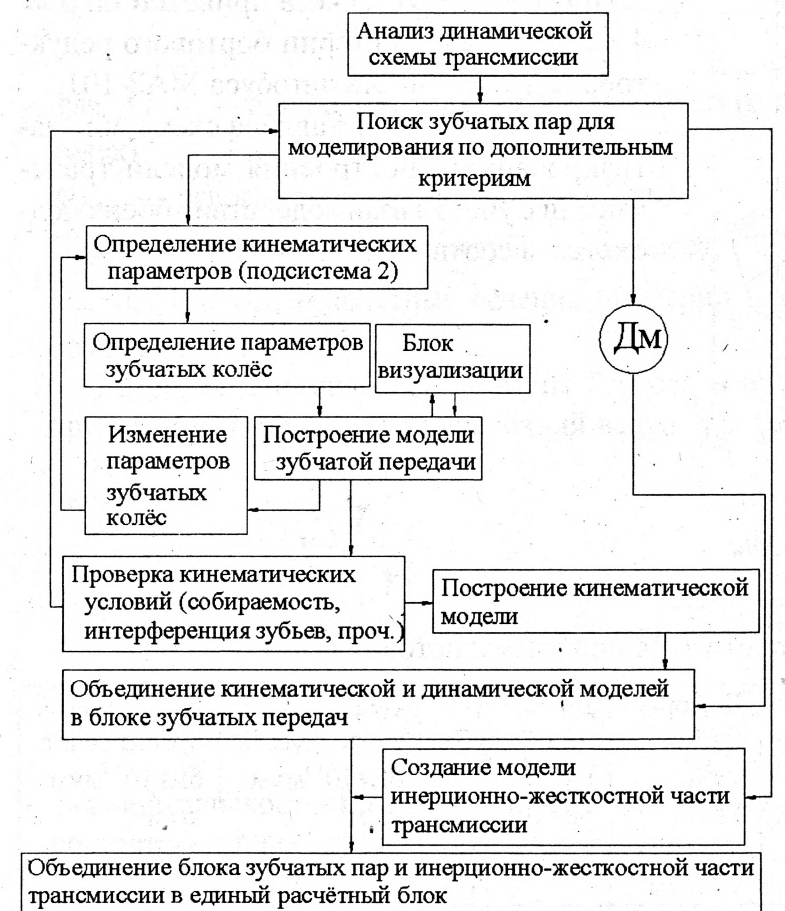 Анализ динамической
схемы трансмиссии
Поиск зубчатых пар для
моделирования по дополнительным
критериям
Определение кинематических
параметров (подсистема 2)
Определение параметров
зубчатых колёс
Блок
визуализации
Дм
Изменение
параметров
зубчатых
колёс
Построение модели
зубчатой передачи
Проверка кинематических
условий (собираемость,
интерференция зубьев, проч.)
Построение кинематической
модели
Объединение кинематической и динамической моделей
в блоке зубчатых передач
Создание модели
инерционно-жесткостной части
трансмиссии
Объединение блока зубчатых пар и инерционно-жесткостной части
трансмиссии в единый расчётный блок